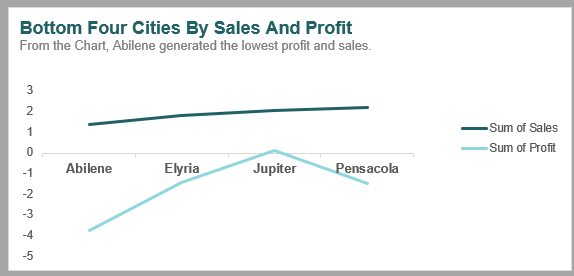 Bottom Four Cities By Sales And Profit
From the Chart, Abilene generated the lowest profit and sales.
3
2
1
0
-1
-2
-3
-4
-5
Abilene Elyria Jupiter Pensacola
Sum of Sales
Sum of Profit